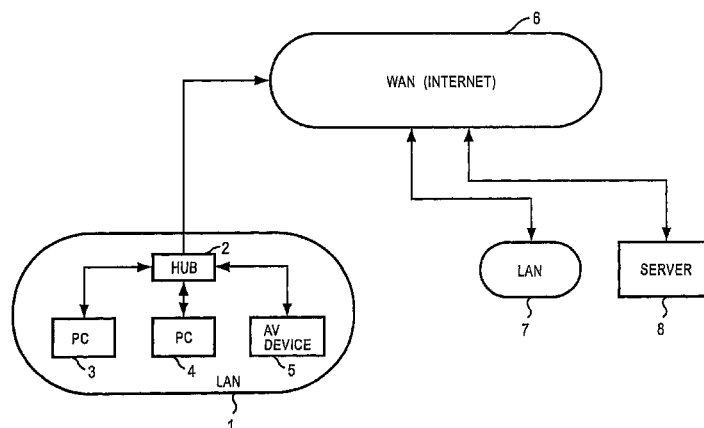 6
WAN (INTERNET)
2
HUB
PC
3
PC
4
AV
DEVICE
5
LAN
1
LAN
7
SERVER
8